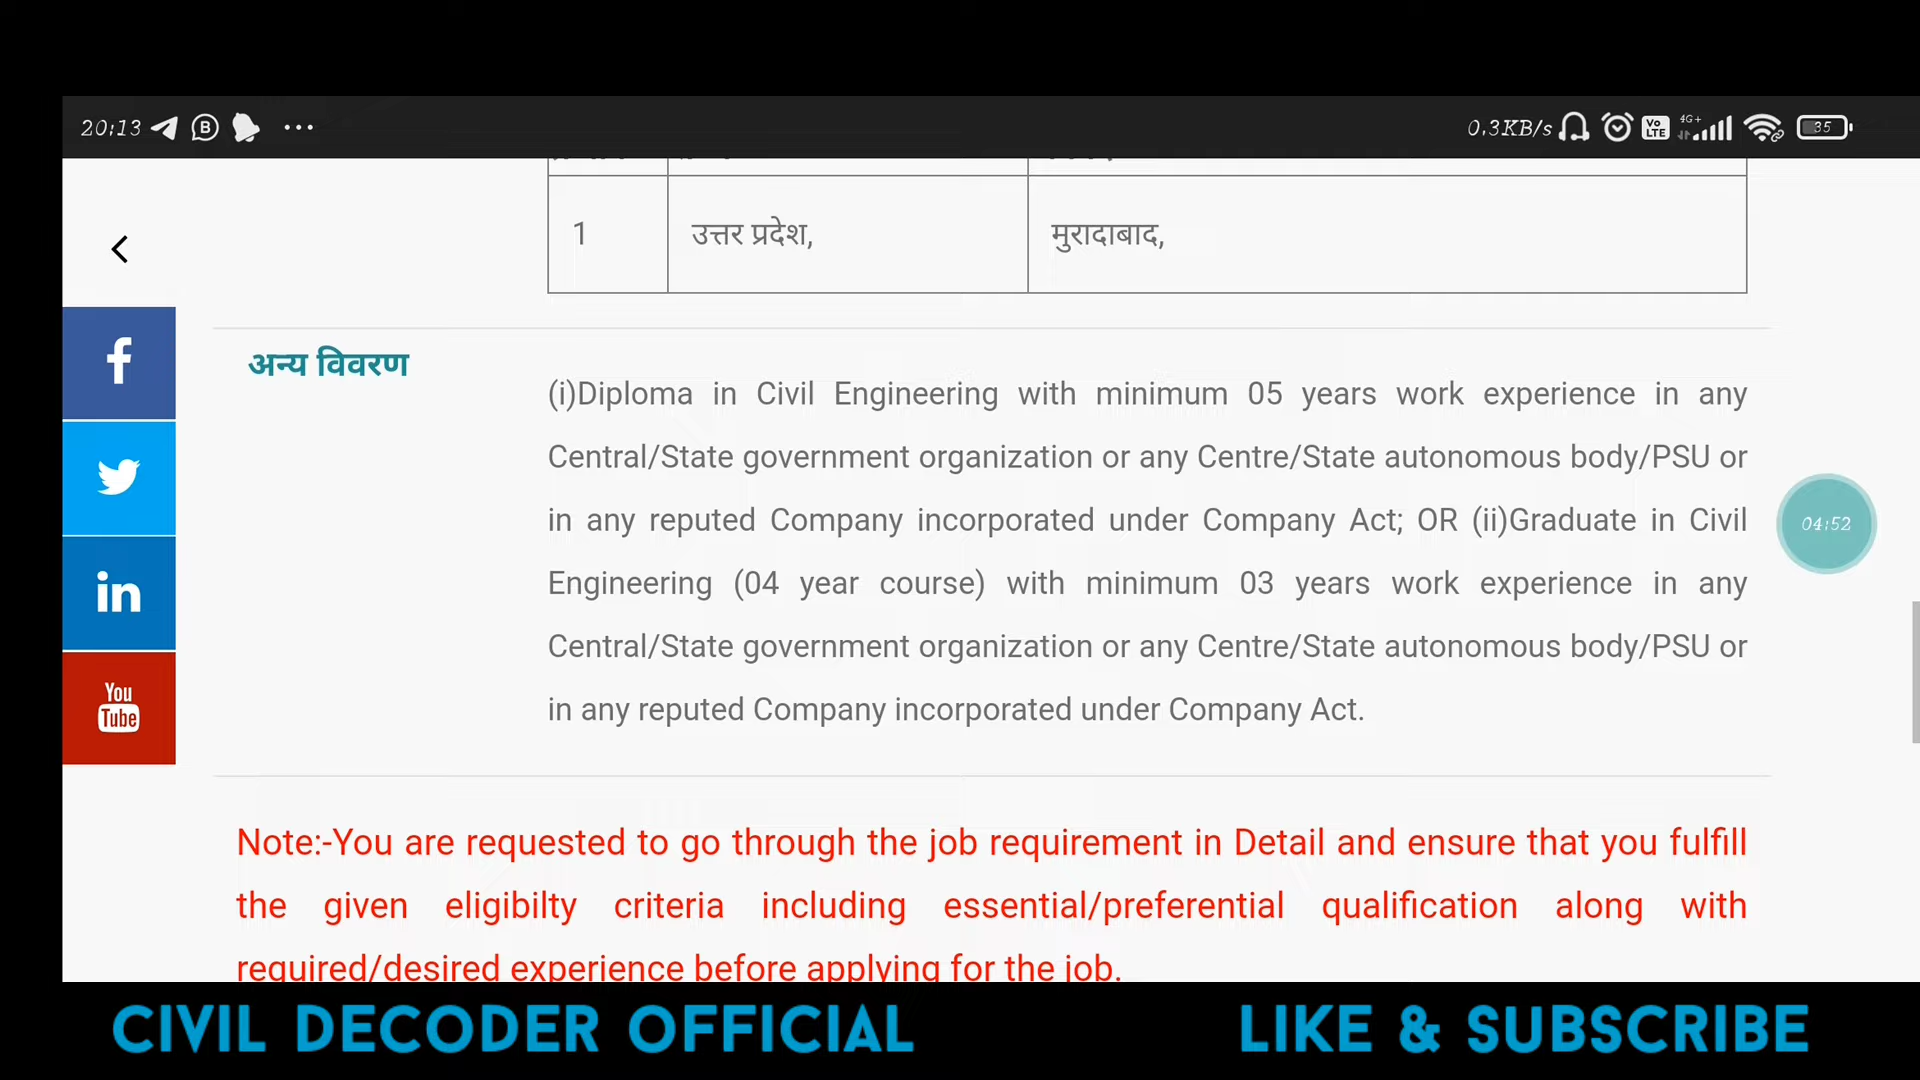 20:13 0.3KB/s Vo LTE 4G+ 35
1 उत्तर प्रदेश, मुरादाबाद,
अन्य विवरण
(i)Diploma in Civil Engineering with minimum 05 years work experience in any
Central/State government organization or any Centre/State autonomous body/PSU or
in any reputed Company incorporated under Company Act; OR (ii)Graduate in Civil
Engineering (04 year course) with minimum 03 years work experience in any
Central/State government organization or any Centre/State autonomous body/PSU or
in any reputed Company incorporated under Company Act.
04:52
f
in
You
Tube
Note:-You are requested to go through the job requirement in Detail and ensure that you fulfill
the given eligibilty criteria including essential/preferential qualification along with
required/desired experience before applying for the job.
CIVIL DECODER OFFICIAL LIKE & SUBSCRIBE